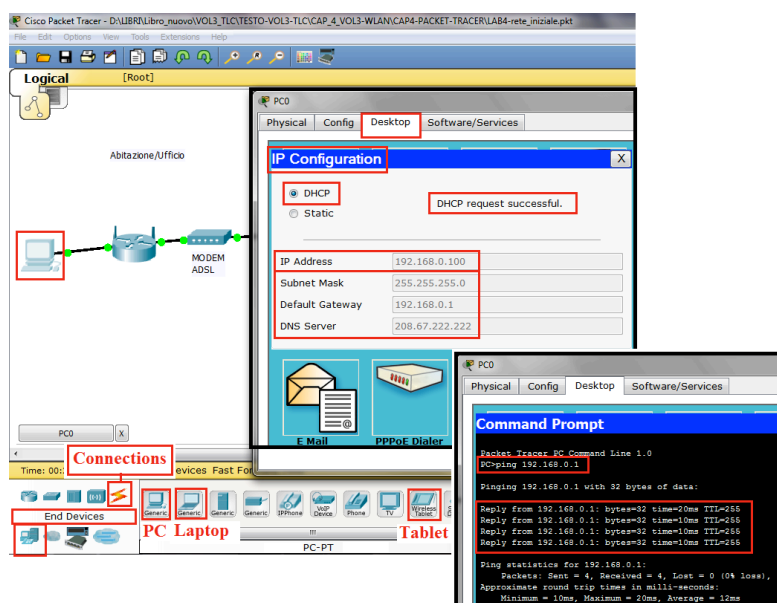 Cisco Packet Tracer - D:\LIBRI\Libro_nuovo\VOL3_TLC\TESTO-VOL3-TLC\CAP_4_VOL3-WLAN\CAP4-PACKET-TRACER\LAB4-rete_iniziale.pkt
File Edit Options View Tools Extensions Help
Logical [Root]
Abitazione/Ufficio
MODEM
ADSL
PC0
Physical Config Desktop Software/Services
IP Configuration X
DHCP
Static
DHCP request successful.
IP Address 192.168.0.100
Subnet Mask 255.255.255.0
Default Gateway 192.168.0.1
DNS Server 208.67.222.222
E Mail PPPoE Dialer
PC0 X
Connections
Time: 00: evices Fast For
End Devices
Generic Generic Generic Generic IPPhone VoIP Device Phone TV Wireless Tablet
PC Laptop Tablet
PC-PT
PC0
Physical Config Desktop Software/Services
Command Prompt
Packet Tracer PC Command Line 1.0
PC>ping 192.168.0.1
Pinging 192.168.0.1 with 32 bytes of data:
Reply from 192.168.0.1: bytes=32 time=20ms TTL=255
Reply from 192.168.0.1: bytes=32 time=10ms TTL=255
Reply from 192.168.0.1: bytes=32 time=10ms TTL=255
Reply from 192.168.0.1: bytes=32 time=10ms TTL=255
Ping statistics for 192.168.0.1:
Packets: Sent = 4, Received = 4, Lost = 0 (0% loss),
Approximate round trip times in milli-seconds:
Minimum = 10ms, Maximum = 20ms, Average = 12ms